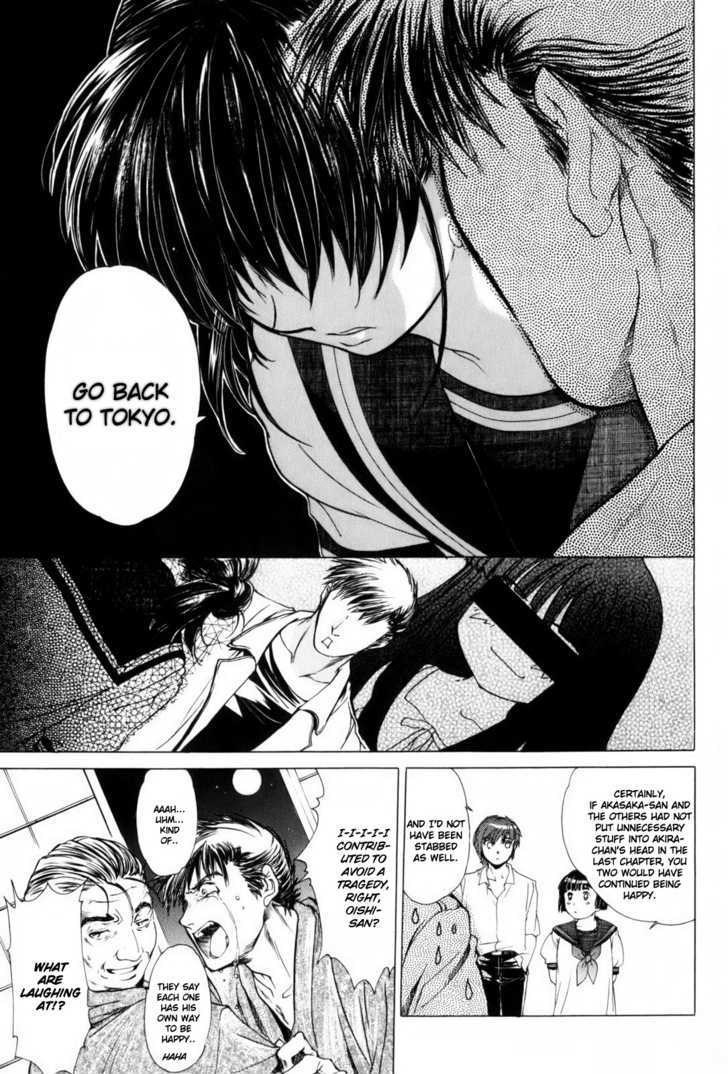 GO BACK
TO TOKYO.
CERTAINLY,
IF AKASAKA-SAN AND
THE OTHERS HAD NOT
PUT UNNECESSARY
STUFF INTO AKIRA-
CHAN'S HEAD IN THE
LAST CHAPTER, YOU
TWO WOULD HAVE
CONTINUED BEING
HAPPY.
AND I'D NOT
HAVE BEEN
STABBED
AS WELL.
I-I-I-I-I
CONTRIB-
UTED TO
AVOID A
TRAGEDY,
RIGHT,
OISHI-
SAN?
AAAH...
UHM...
KIND
OF..
THEY SAY
EACH ONE
HAS HIS
OWN WAY
TO BE
HAPPY..
HAHA
WHAT
ARE
LAUGHING
AT!?